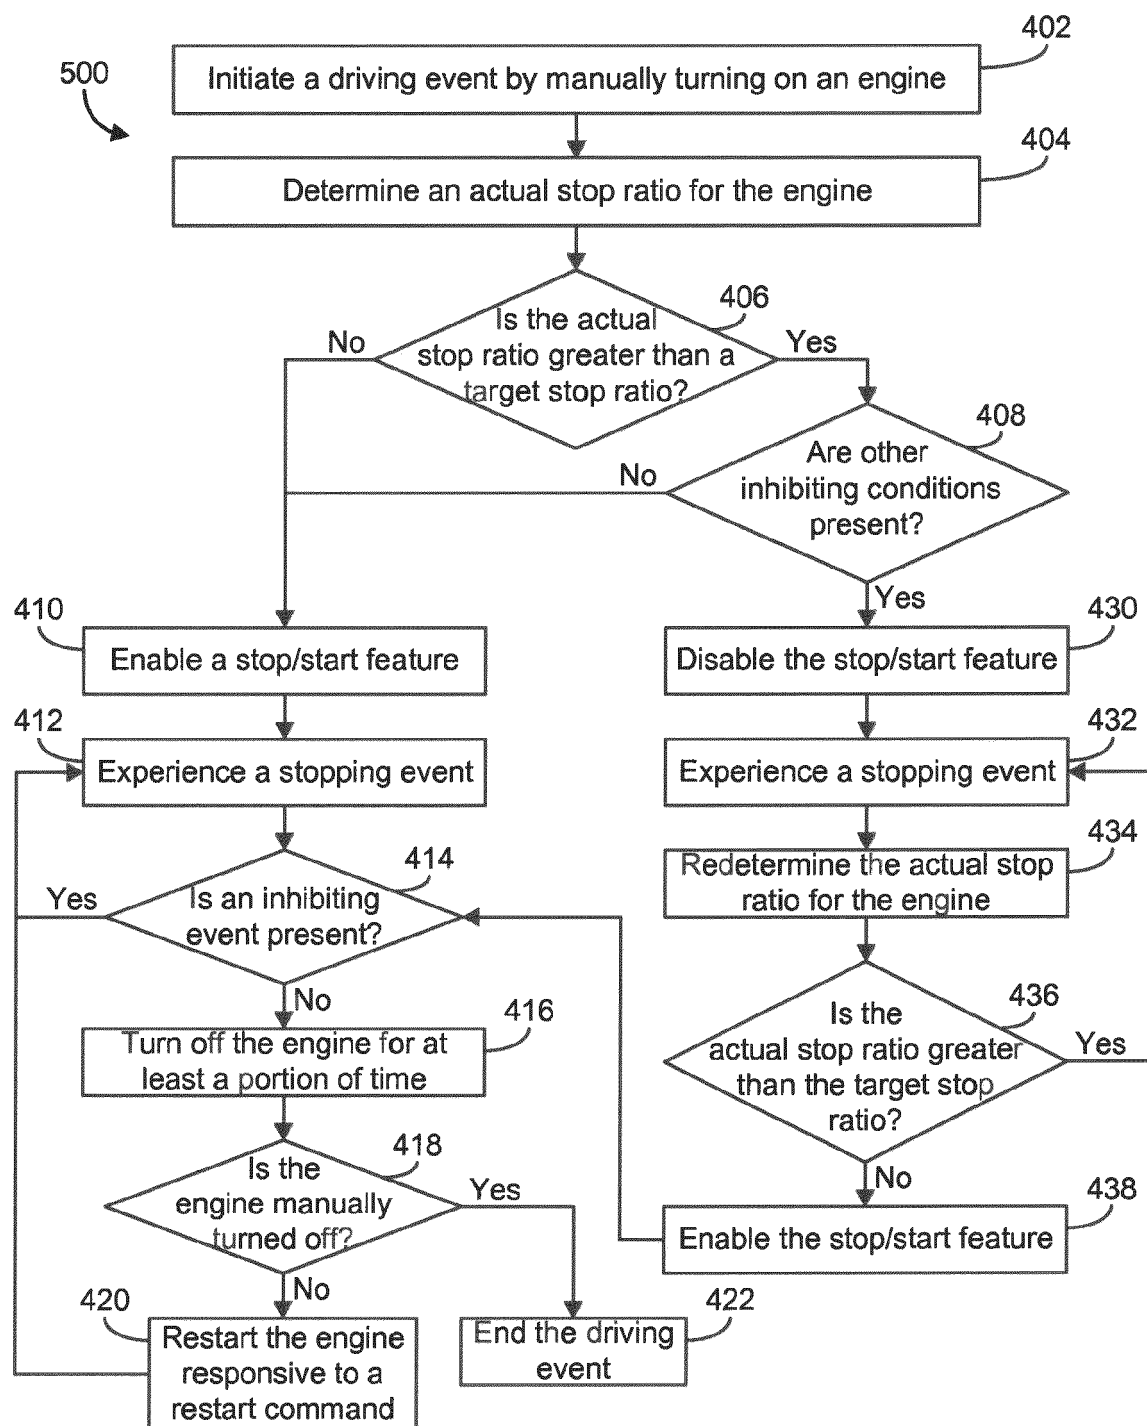 402
500
Initiate a driving event by manually turning on an engine
404
Determine an actual stop ratio for the engine
406
Is the actual
stop ratio greater than a
target stop ratio?
No
Yes
408
Are other
inhibiting conditions
present?
No
Yes
410
Enable a stop/start feature
430
Disable the stop/start feature
412
Experience a stopping event
432
Experience a stopping event
434
Redetermine the actual stop
ratio for the engine
414
Is an inhibiting
event present?
Yes
No
436
Is the
actual stop ratio greater
than the target stop
ratio?
Yes
No
416
Turn off the engine for at
least a portion of time
418
Is the
engine manually
turned off?
Yes
No
438
Enable the stop/start feature
420
Restart the engine
responsive to a
restart command
422
End the driving
event